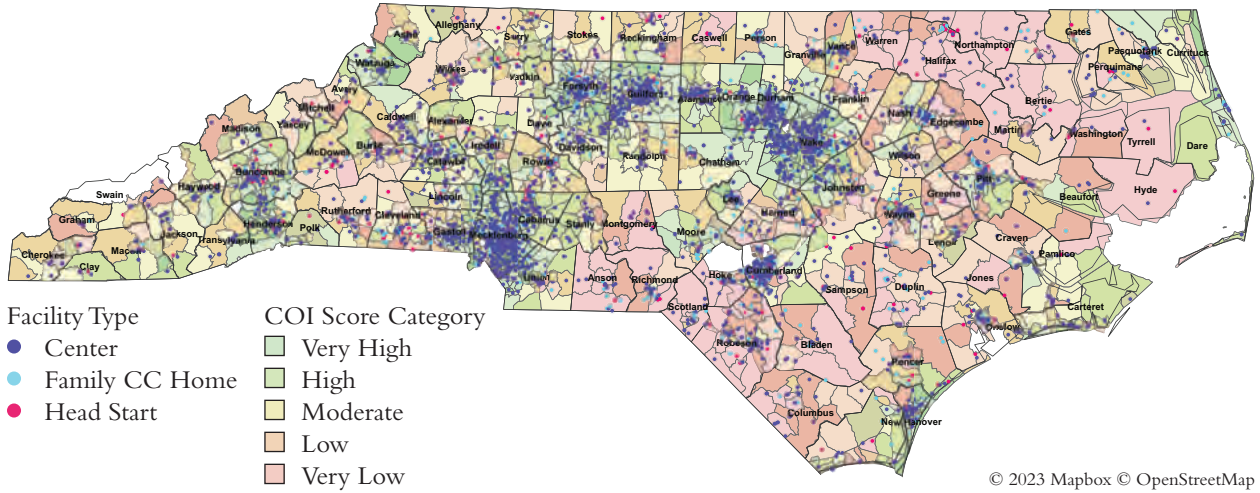 Alleghany
Ashe
Surry
Stokes
Rockingham
Caswell
Person
Granville
Vance
Warren
Northampton
Gates
Pasquotank
Currituck
Perquimans
Halifax
Watauga
Wilkes
Yadkin
Forsyth
Guilford
Alamance
Orange
Durham
Franklin
Nash
Edgecombe
Bertie
Martin
Washington
Tyrrell
Dare
Avery
Mitchell
Yancey
Madison
Caldwell
Alexander
Davie
Iredell
Davidson
Randolph
Chatham
Wake
Wilson
McDowell
Burke
Catawba
Rowan
Johnston
Greene
Pitt
Beaufort
Hyde
Swain
Haywood
Buncombe
Graham
Rutherford
Cleveland
Lincoln
Gaston
Mecklenburg
Cabarrus
Stanly
Montgomery
Moore
Lee
Harnett
Wayne
Lenoir
Craven
Pamlico
Cherokee
Clay
Macon
Jackson
Transylvania
Henderson
Polk
Union
Anson
Richmond
Scotland
Hoke
Cumberland
Sampson
Duplin
Jones
Carteret
Onslow
Robeson
Bladen
Pender
Columbus
New Hanover
Facility Type
Center
Family CC Home
Head Start
COI Score Category
Very High
High
Moderate
Low
Very Low
© 2023 Mapbox © OpenStreetMap